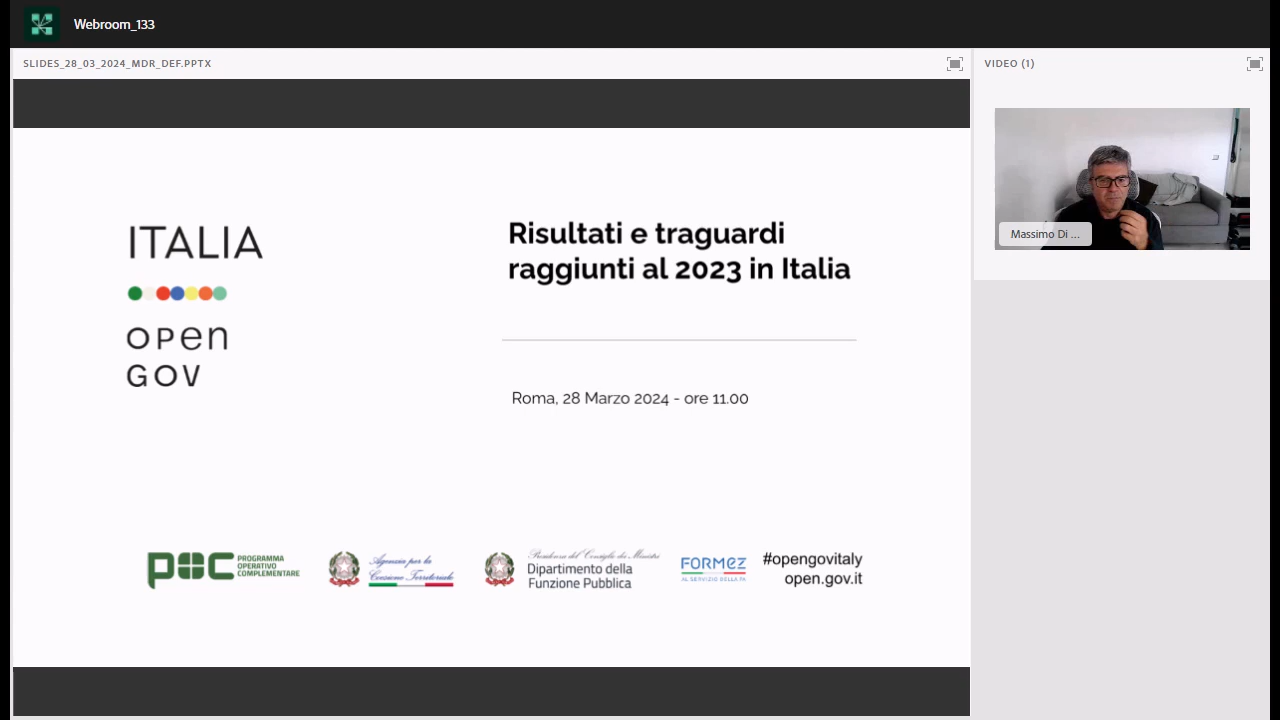 Webroom_133
SLIDES_28_03_2024_MDR_DEF.PPTX
VIDEO (1)
Massimo Di ...
ITALIA
open
GOV
Risultati e traguardi
raggiunti al 2023 in Italia
Roma, 28 Marzo 2024 - ore 11.00
POC
PROGRAMMA
OPERATIVO
COMPLEMENTARE
Agenzia per la
Coesione Territoriale
Presidenza del Consiglio dei Ministri
Dipartimento della
Funzione Pubblica
FORMEZ
AL SERVIZIO DELLA PA
#opengovitaly
open.gov.it